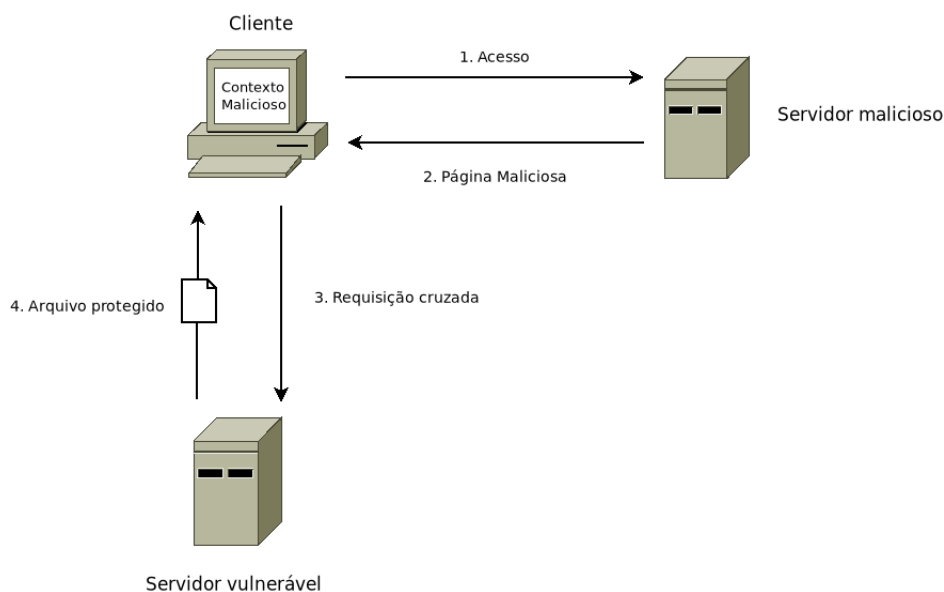 Cliente
1. Acesso
Contexto
Malicioso
Servidor malicioso
2. Página Maliciosa
3. Requisição cruzada
4. Arquivo protegido
Servidor vulnerável